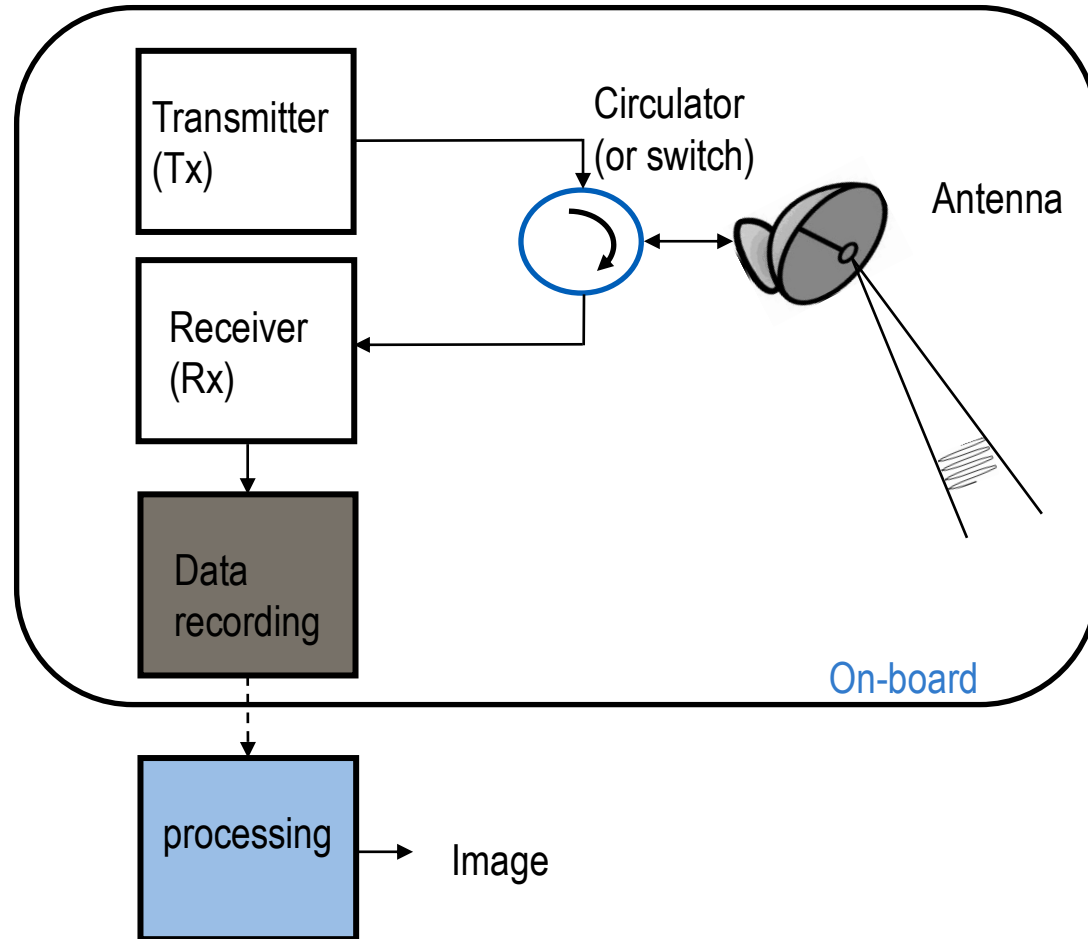 Transmitter
(Tx)
Circulator
(or switch)
Antenna
Receiver
(Rx)
Data
recording
On-board
processing
Image